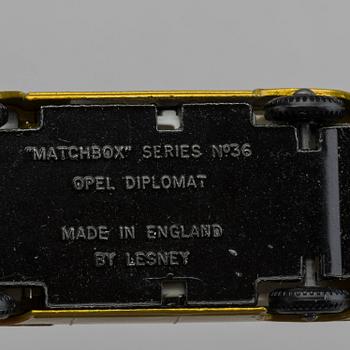 "MATCHBOX" SERIES Nº36
OPEL DIPLOMAT
MADE IN ENGLAND
BY LESNEY